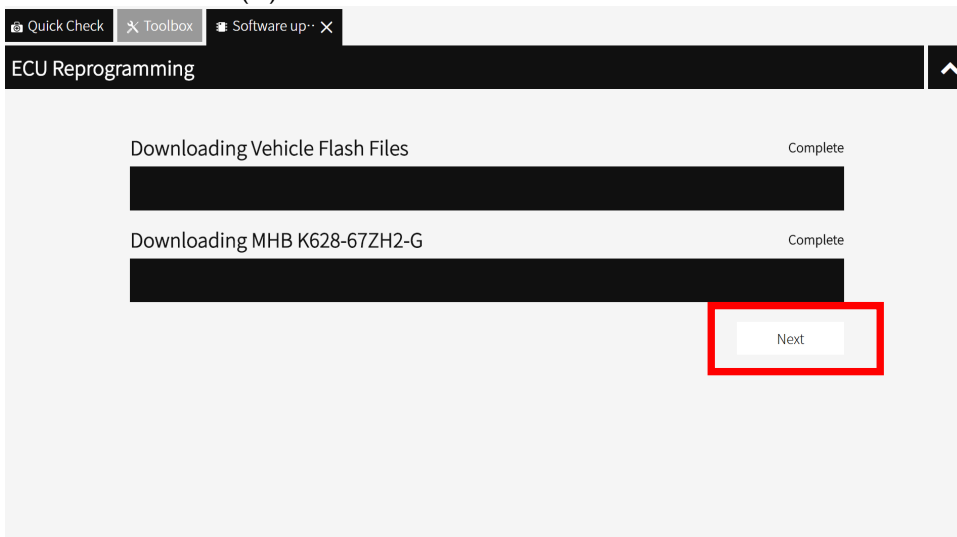 Quick Check Toolbox Software up··
ECU Reprogramming
Downloading Vehicle Flash Files Complete
Downloading MHB K628-67ZH2-G Complete
Next